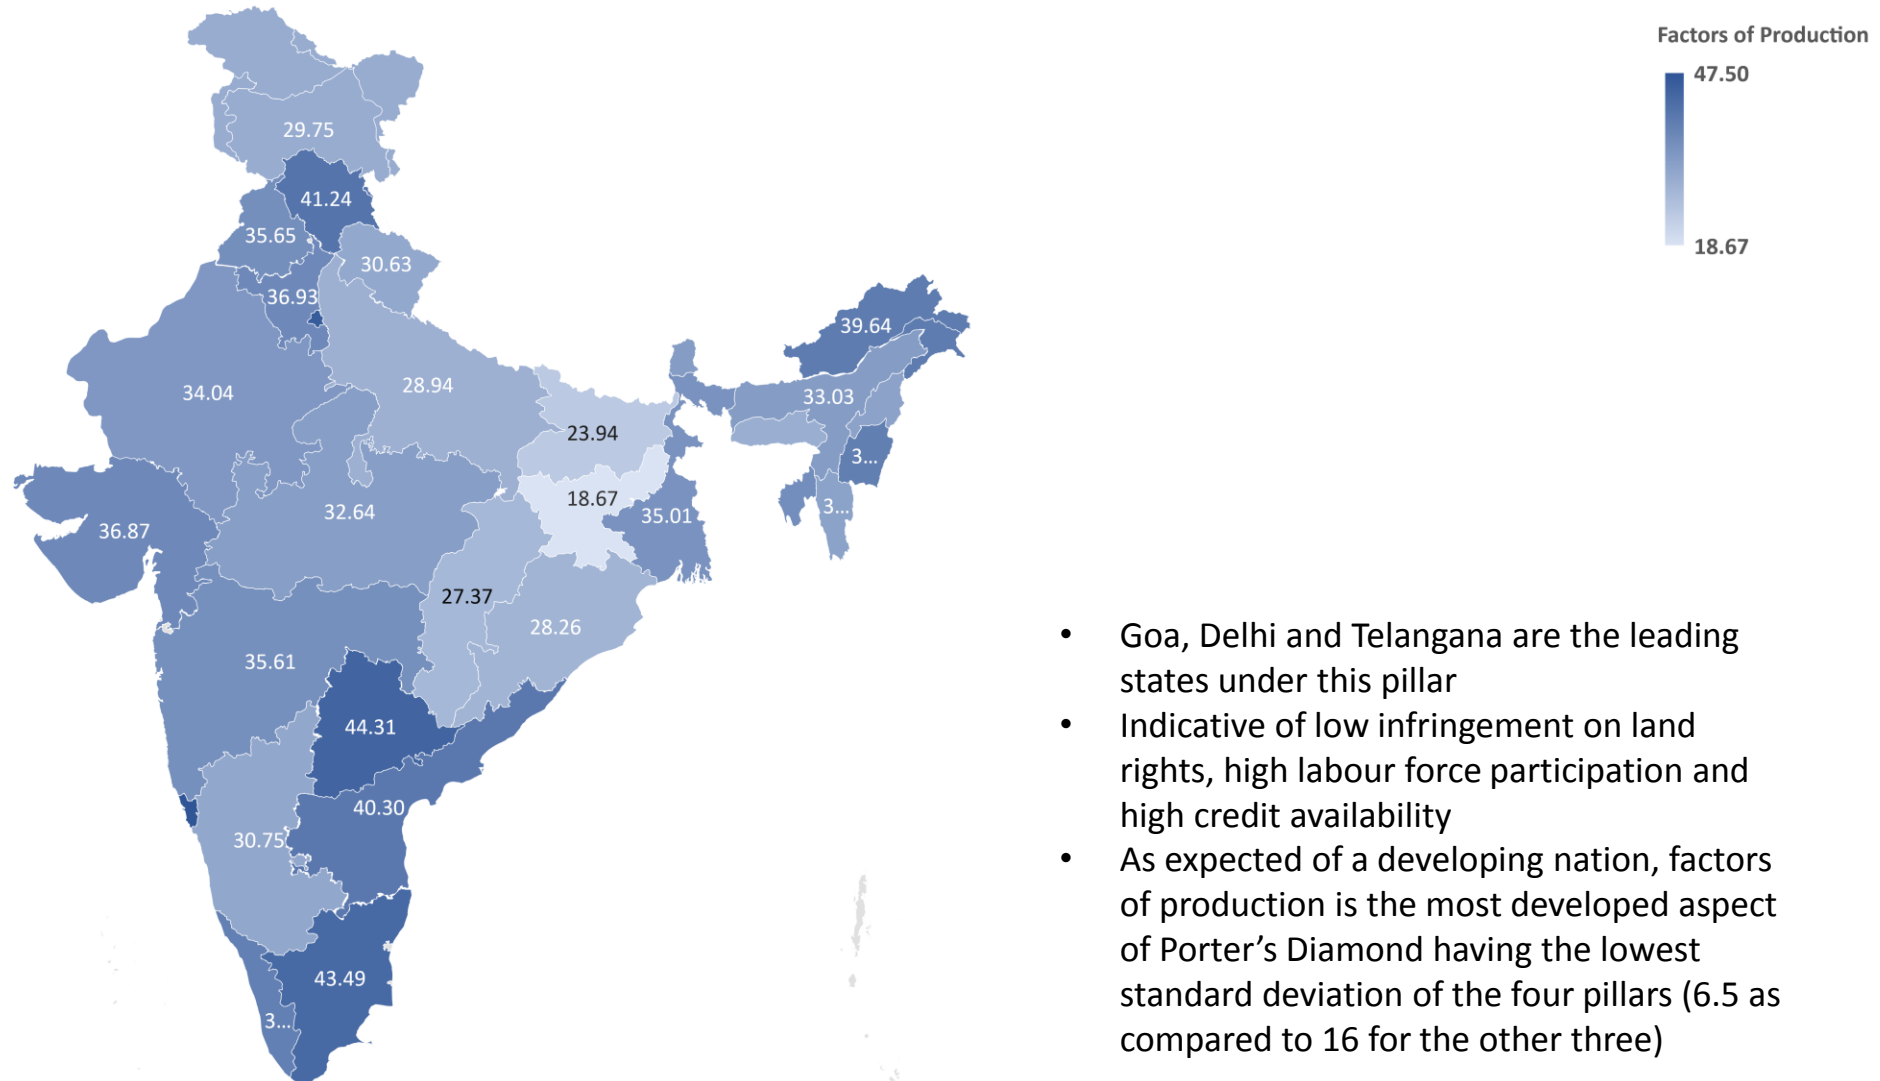 Factors of Production
47.50
18.67
29.75
41.24
35.65
30.63
36.93
39.64
34.04
28.94
33.03
23.94
3...
18.67
3...
32.64
35.01
36.87
27.37
28.26
35.61
44.31
40.30
30.75
43.49
3...
• Goa, Delhi and Telangana are the leading
states under this pillar
• Indicative of low infringement on land
rights, high labour force participation and
high credit availability
• As expected of a developing nation, factors
of production is the most developed aspect
of Porter’s Diamond having the lowest
standard deviation of the four pillars (6.5 as
compared to 16 for the other three)